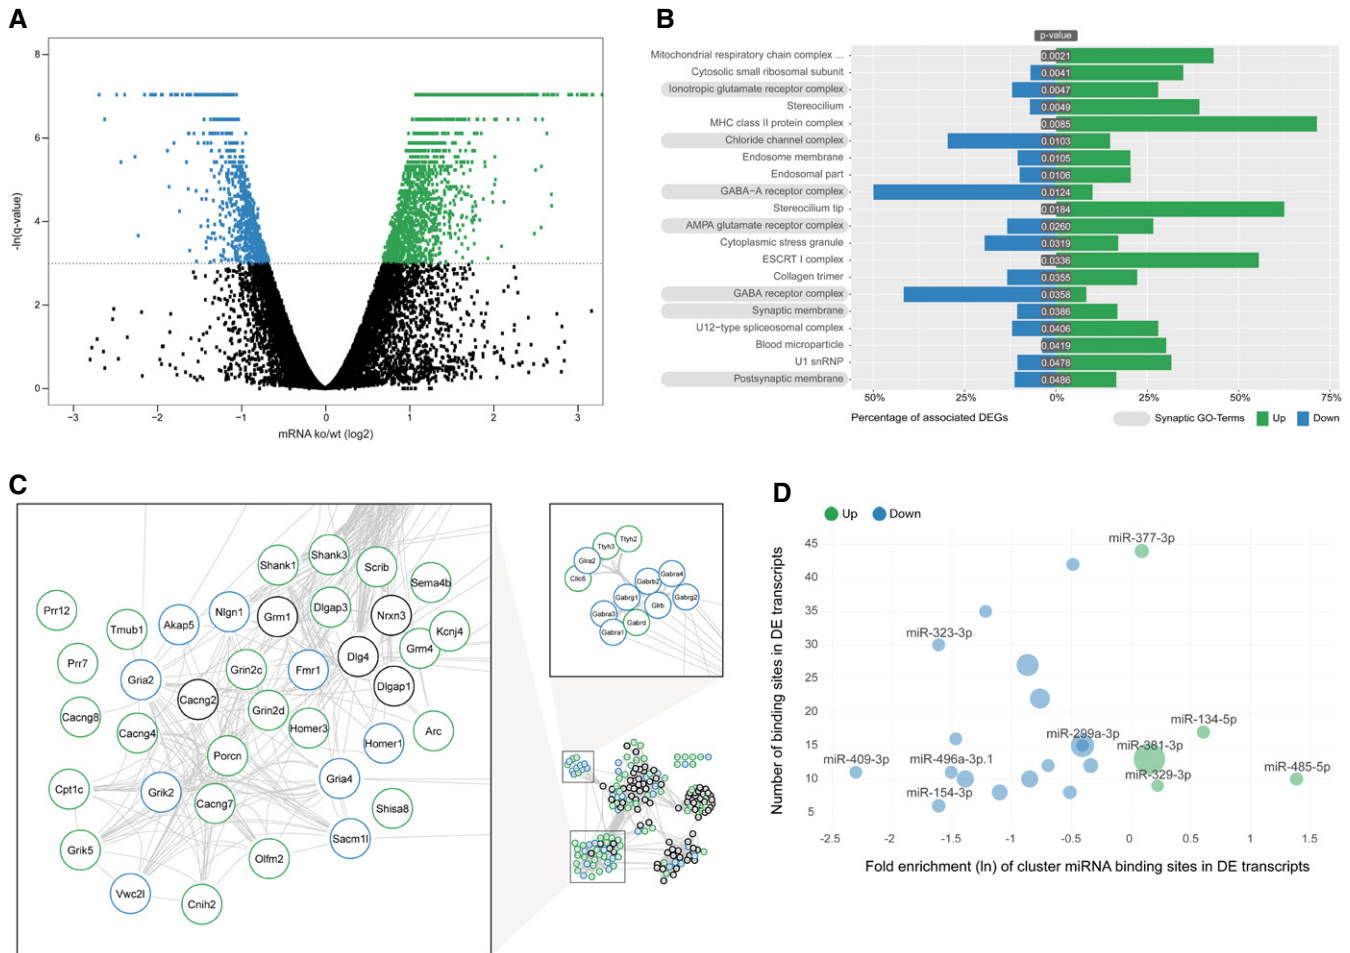 A
8
6
4
2
0
-ln(q-value)
−3
−2
−1
0
1
2
3
mRNA ko/wt (log2)
B
p-value
Mitochondrial respiratory chain complex ... 0.0021
Cytosolic small ribosomal subunit 0.0041
Ionotropic glutamate receptor complex 0.0047
Stereocilium 0.0049
MHC class II protein complex 0.0085
Chloride channel complex 0.0103
Endosome membrane 0.0105
Endosomal part 0.0106
GABA−A receptor complex 0.0124
Stereocilium tip 0.0184
AMPA glutamate receptor complex 0.0260
Cytoplasmic stress granule 0.0319
ESCRT I complex 0.0336
Collagen trimer 0.0355
GABA receptor complex 0.0358
Synaptic membrane 0.0386
U12−type spliceosomal complex 0.0406
Blood microparticle 0.0419
U1 snRNP 0.0478
Postsynaptic membrane 0.0486
50% 25% 0% 25% 50% 75%
Percentage of associated DEGs
Synaptic GO-Terms Up Down
C
Shank3
Shank1
Scrib
Sema4b
Prr12
Tmub1
Akap5
Nlgn1
Grm1
Dlgap3
Nrxn3
Kcnj4
Grm4
Prr7
Gria2
Grin2c
Fmr1
Dlg4
Dlgap1
Cacng2
Cacng8
Cacng4
Grin2d
Homer3
Homer1
Arc
Porcn
Cpt1c
Grik2
Cacng7
Gria4
Shisa8
Grik5
Olfm2
Sacm1l
Vwc2l
Cnih2
Ttyh3
Ttyh2
Glra2
Clic6
Gabrb2
Gabra4
Gabrg1
Gabrg2
Glrb
Gabra3
Gabrd
Gabra1
D
Up Down
Number of binding sites in DE transcripts
45
40
35
30
25
20
15
10
5
miR-377-3p
miR-323-3p
miR-134-5p
miR-299a-3p
miR-381-3p
miR-409-3p
miR-496a-3p.1
miR-329-3p
miR-485-5p
miR-154-3p
-2.5 -2 -1.5 -1 -0.5 0 0.5 1 1.5
Fold enrichment (ln) of cluster miRNA binding sites in DE transcripts